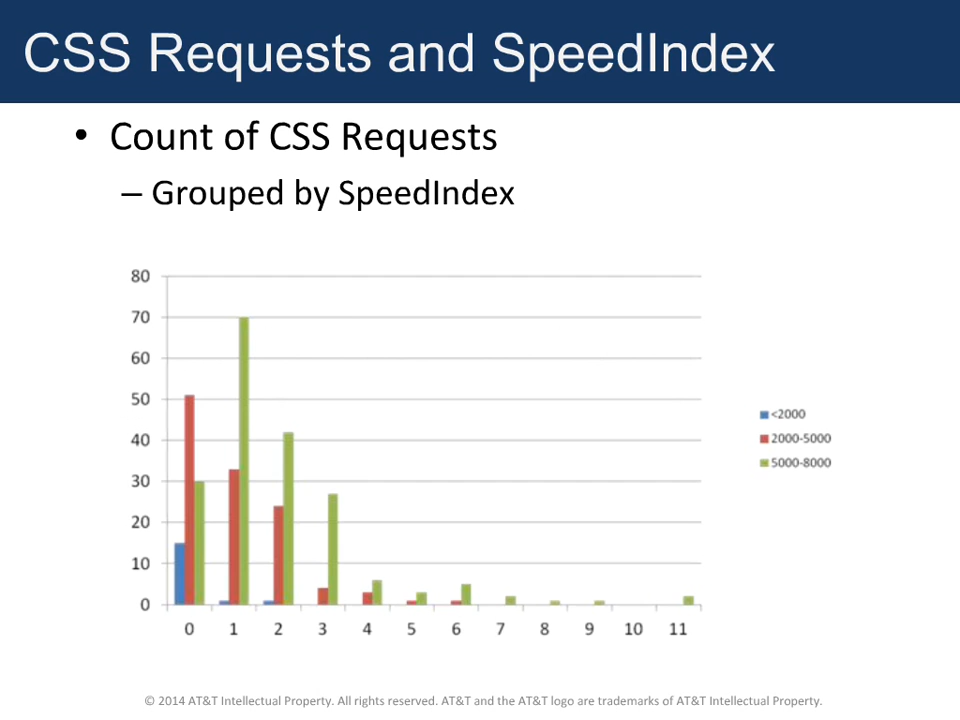 CSS Requests and SpeedIndex
• Count of CSS Requests
– Grouped by SpeedIndex
80
70
60
50
40
30
20
10
0
0 1 2 3 4 5 6 7 8 9 10 11
<2000
2000-5000
5000-8000
© 2014 AT&T Intellectual Property. All rights reserved. AT&T and the AT&T logo are trademarks of AT&T Intellectual Property.